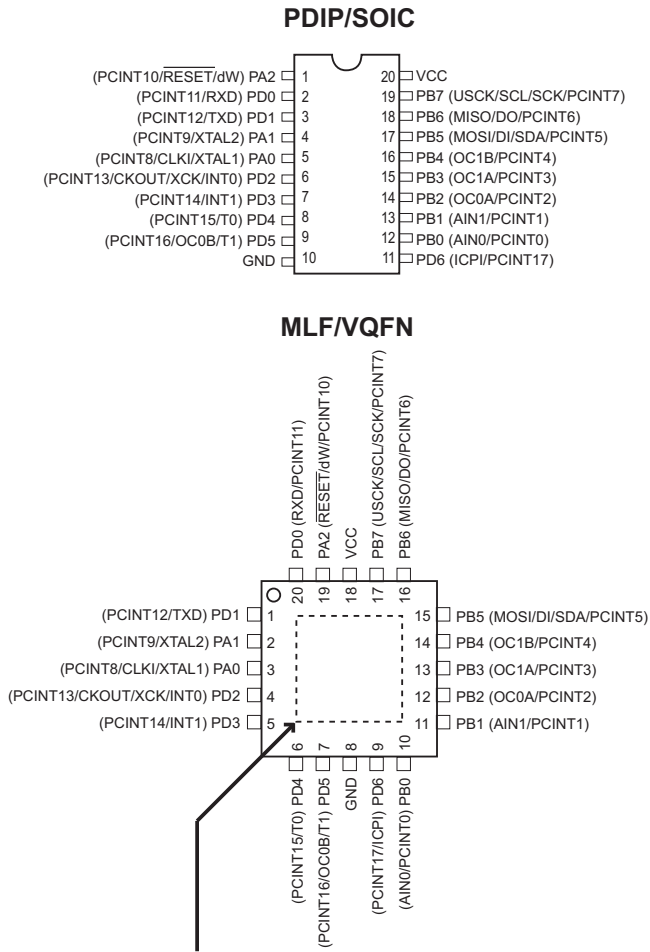 PDIP/SOIC
(PCINT10/RESET/dW) PA2 1 20 VCC
(PCINT11/RXD) PD0 2 19 PB7 (USCK/SCL/SCK/PCINT7)
(PCINT12/TXD) PD1 3 18 PB6 (MISO/DO/PCINT6)
(PCINT9/XTAL2) PA1 4 17 PB5 (MOSI/DI/SDA/PCINT5)
(PCINT8/CLKI/XTAL1) PA0 5 16 PB4 (OC1B/PCINT4)
(PCINT13/CKOUT/XCK/INT0) PD2 6 15 PB3 (OC1A/PCINT3)
(PCINT14/INT1) PD3 7 14 PB2 (OC0A/PCINT2)
(PCINT15/T0) PD4 8 13 PB1 (AIN1/PCINT1)
(PCINT16/OC0B/T1) PD5 9 12 PB0 (AIN0/PCINT0)
GND 10 11 PD6 (ICPI/PCINT17)
MLF/VQFN
PD0 (RXD/PCINT11)
PA2 (RESET/dW/PCINT10)
VCC
PB7 (USCK/SCL/SCK/PCINT7)
PB6 (MISO/DO/PCINT6)
20 19 18 17 16
(PCINT12/TXD) PD1 1 15 PB5 (MOSI/DI/SDA/PCINT5)
(PCINT9/XTAL2) PA1 2 14 PB4 (OC1B/PCINT4)
(PCINT8/CLKI/XTAL1) PA0 3 13 PB3 (OC1A/PCINT3)
(PCINT13/CKOUT/XCK/INT0) PD2 4 12 PB2 (OC0A/PCINT2)
(PCINT14/INT1) PD3 5 11 PB1 (AIN1/PCINT1)
6 7 8 9 10
(PCINT15/T0) PD4
(PCINT16/OC0B/T1) PD5
GND
(PCINT17/ICPI) PD6
(AIN0/PCINT0) PB0